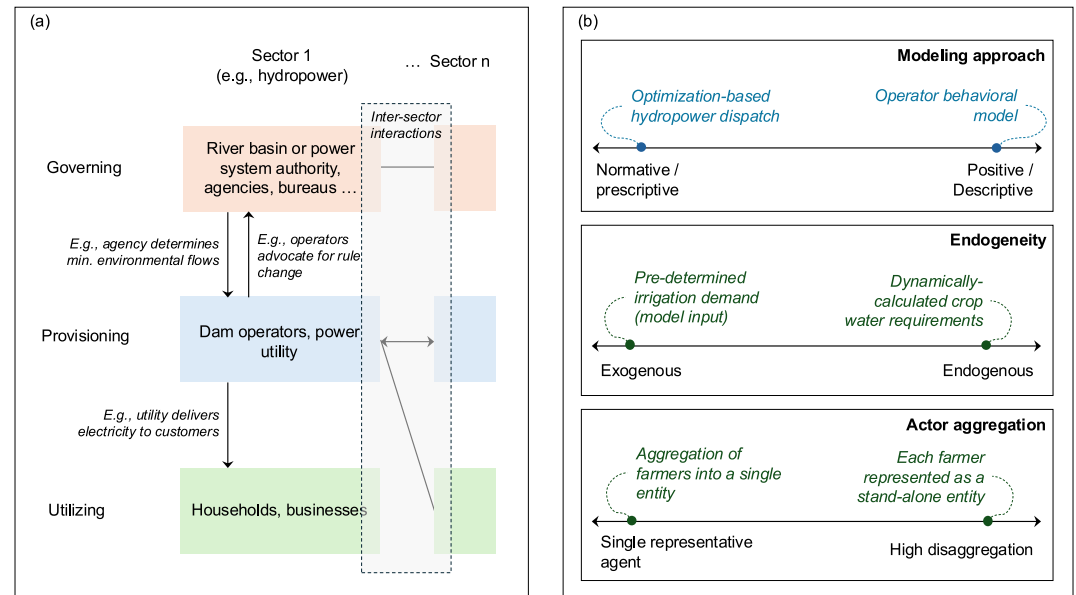 (a)
Sector 1
(e.g., hydropower)
… Sector n
Inter-sector
interactions
Governing
River basin or power
system authority,
agencies, bureaus …
E.g., agency determines
min. environmental flows
E.g., operators
advocate for rule
change
Provisioning
Dam operators, power
utility
E.g., utility delivers
electricity to customers
Utilizing
Households, businesses
(b)
Modeling approach
Optimization-based
hydropower dispatch
Operator behavioral
model
Normative /
prescriptive
Positive /
Descriptive
Endogeneity
Pre-determined
irrigation demand
(model input)
Dynamically-
calculated crop
water requirements
Exogenous
Endogenous
Actor aggregation
Aggregation of
farmers into a single
entity
Each farmer
represented as a
stand-alone entity
Single representative
agent
High disaggregation